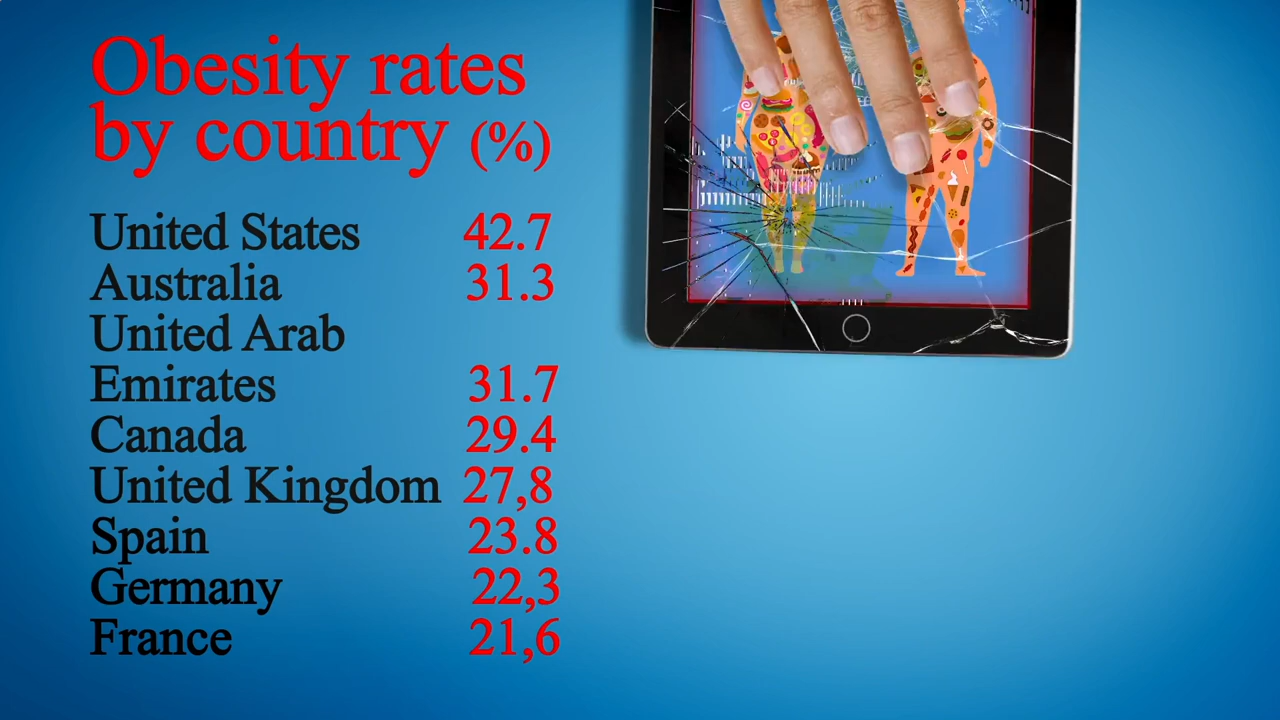 Obesity rates
by country (%)
United States 42.7
Australia 31.3
United Arab
Emirates 31.7
Canada 29.4
United Kingdom 27,8
Spain 23.8
Germany 22,3
France 21,6